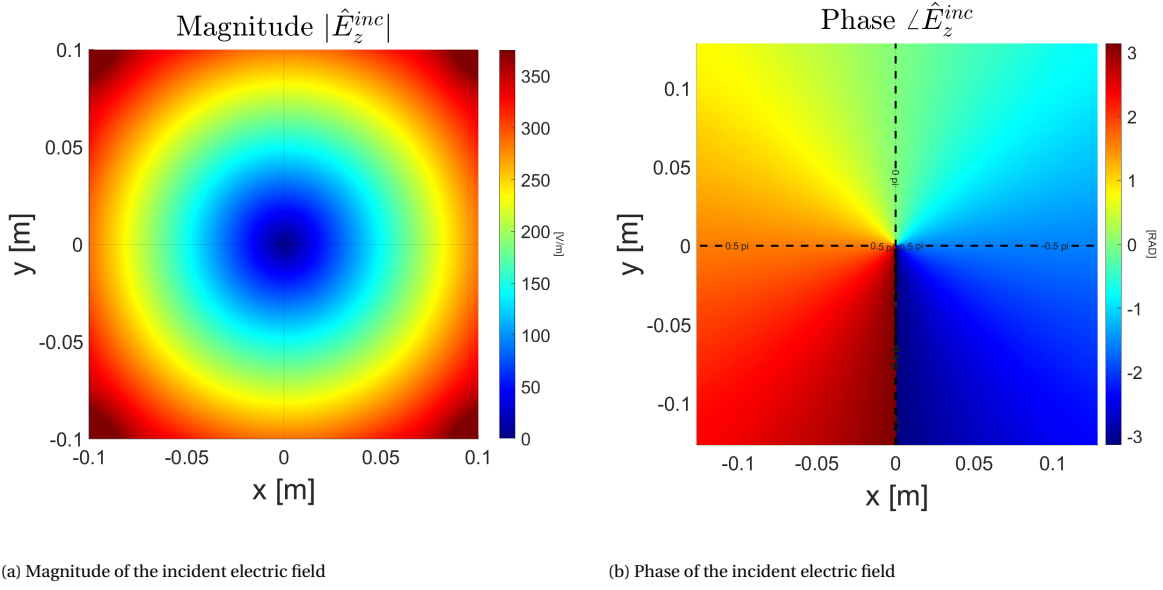 Magnitude |Ê_z^{inc}|
0.1
0.05
0
-0.05
-0.1
y [m]
-0.1 -0.05 0 0.05 0.1
x [m]
350
300
250
200
150
100
50
0
[V/m]
Phase ∠Ê_z^{inc}
0.1
0.05
0
-0.05
-0.1
y [m]
0 pi
0.5 pi 0.5 pi -0.5 pi
-0.1 -0.05 0 0.05 0.1
x [m]
3
2
1
0
-1
-2
-3
[RAD]
(a) Magnitude of the incident electric field
(b) Phase of the incident electric field